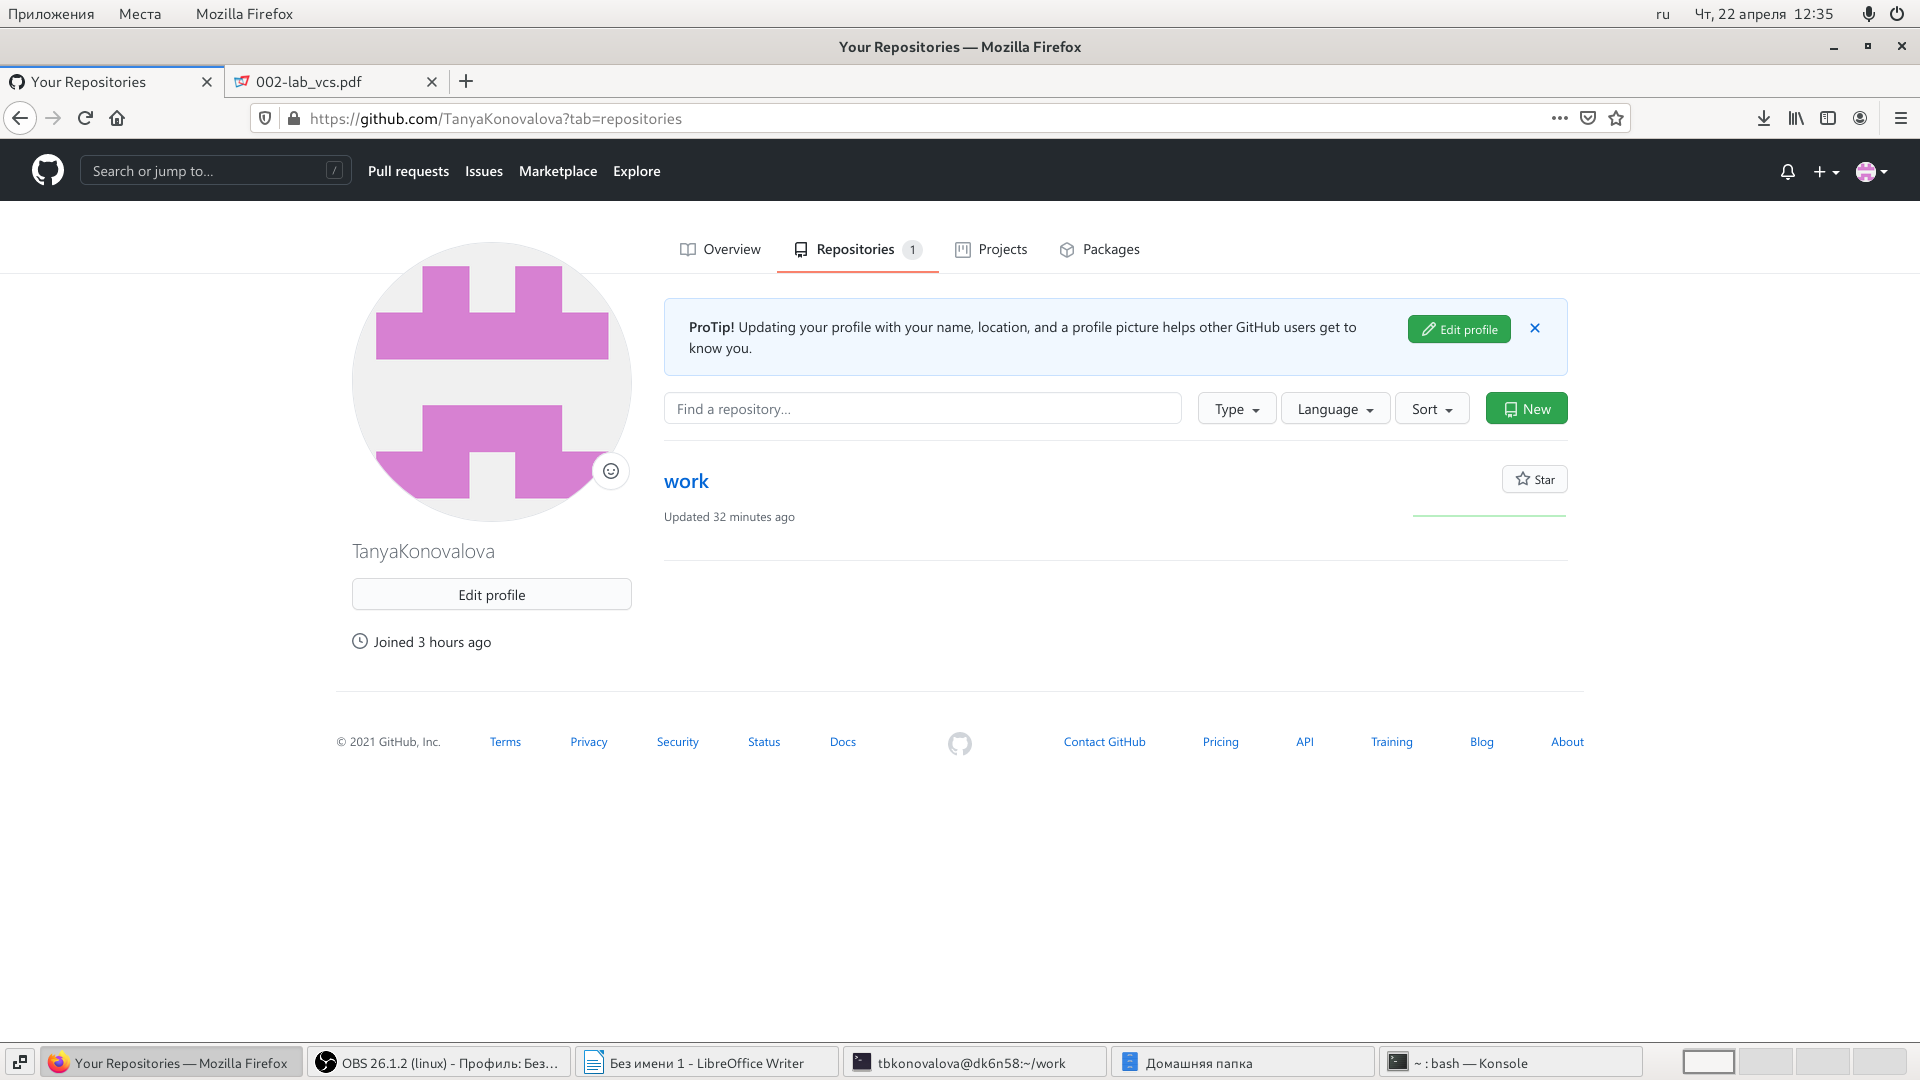 Приложения Места Mozilla Firefox ru Чт, 22 апреля 12:35
Your Repositories — Mozilla Firefox
Your Repositories 002-lab_vcs.pdf
https://github.com/TanyaKonovalova?tab=repositories
Search or jump to... / Pull requests Issues Marketplace Explore
Overview Repositories 1 Projects Packages
ProTip! Updating your profile with your name, location, and a profile picture helps other GitHub users get to
know you.
Edit profile
Find a repository... Type Language Sort New
work Star
Updated 32 minutes ago
TanyaKonovalova
Edit profile
Joined 3 hours ago
© 2021 GitHub, Inc. Terms Privacy Security Status Docs Contact GitHub Pricing API Training Blog About
Your Repositories — Mozilla Firefox OBS 26.1.2 (linux) - Профиль: Без… Без имени 1 - LibreOffice Writer tbkonovalova@dk6n58:~/work Домашняя папка ~ : bash — Konsole